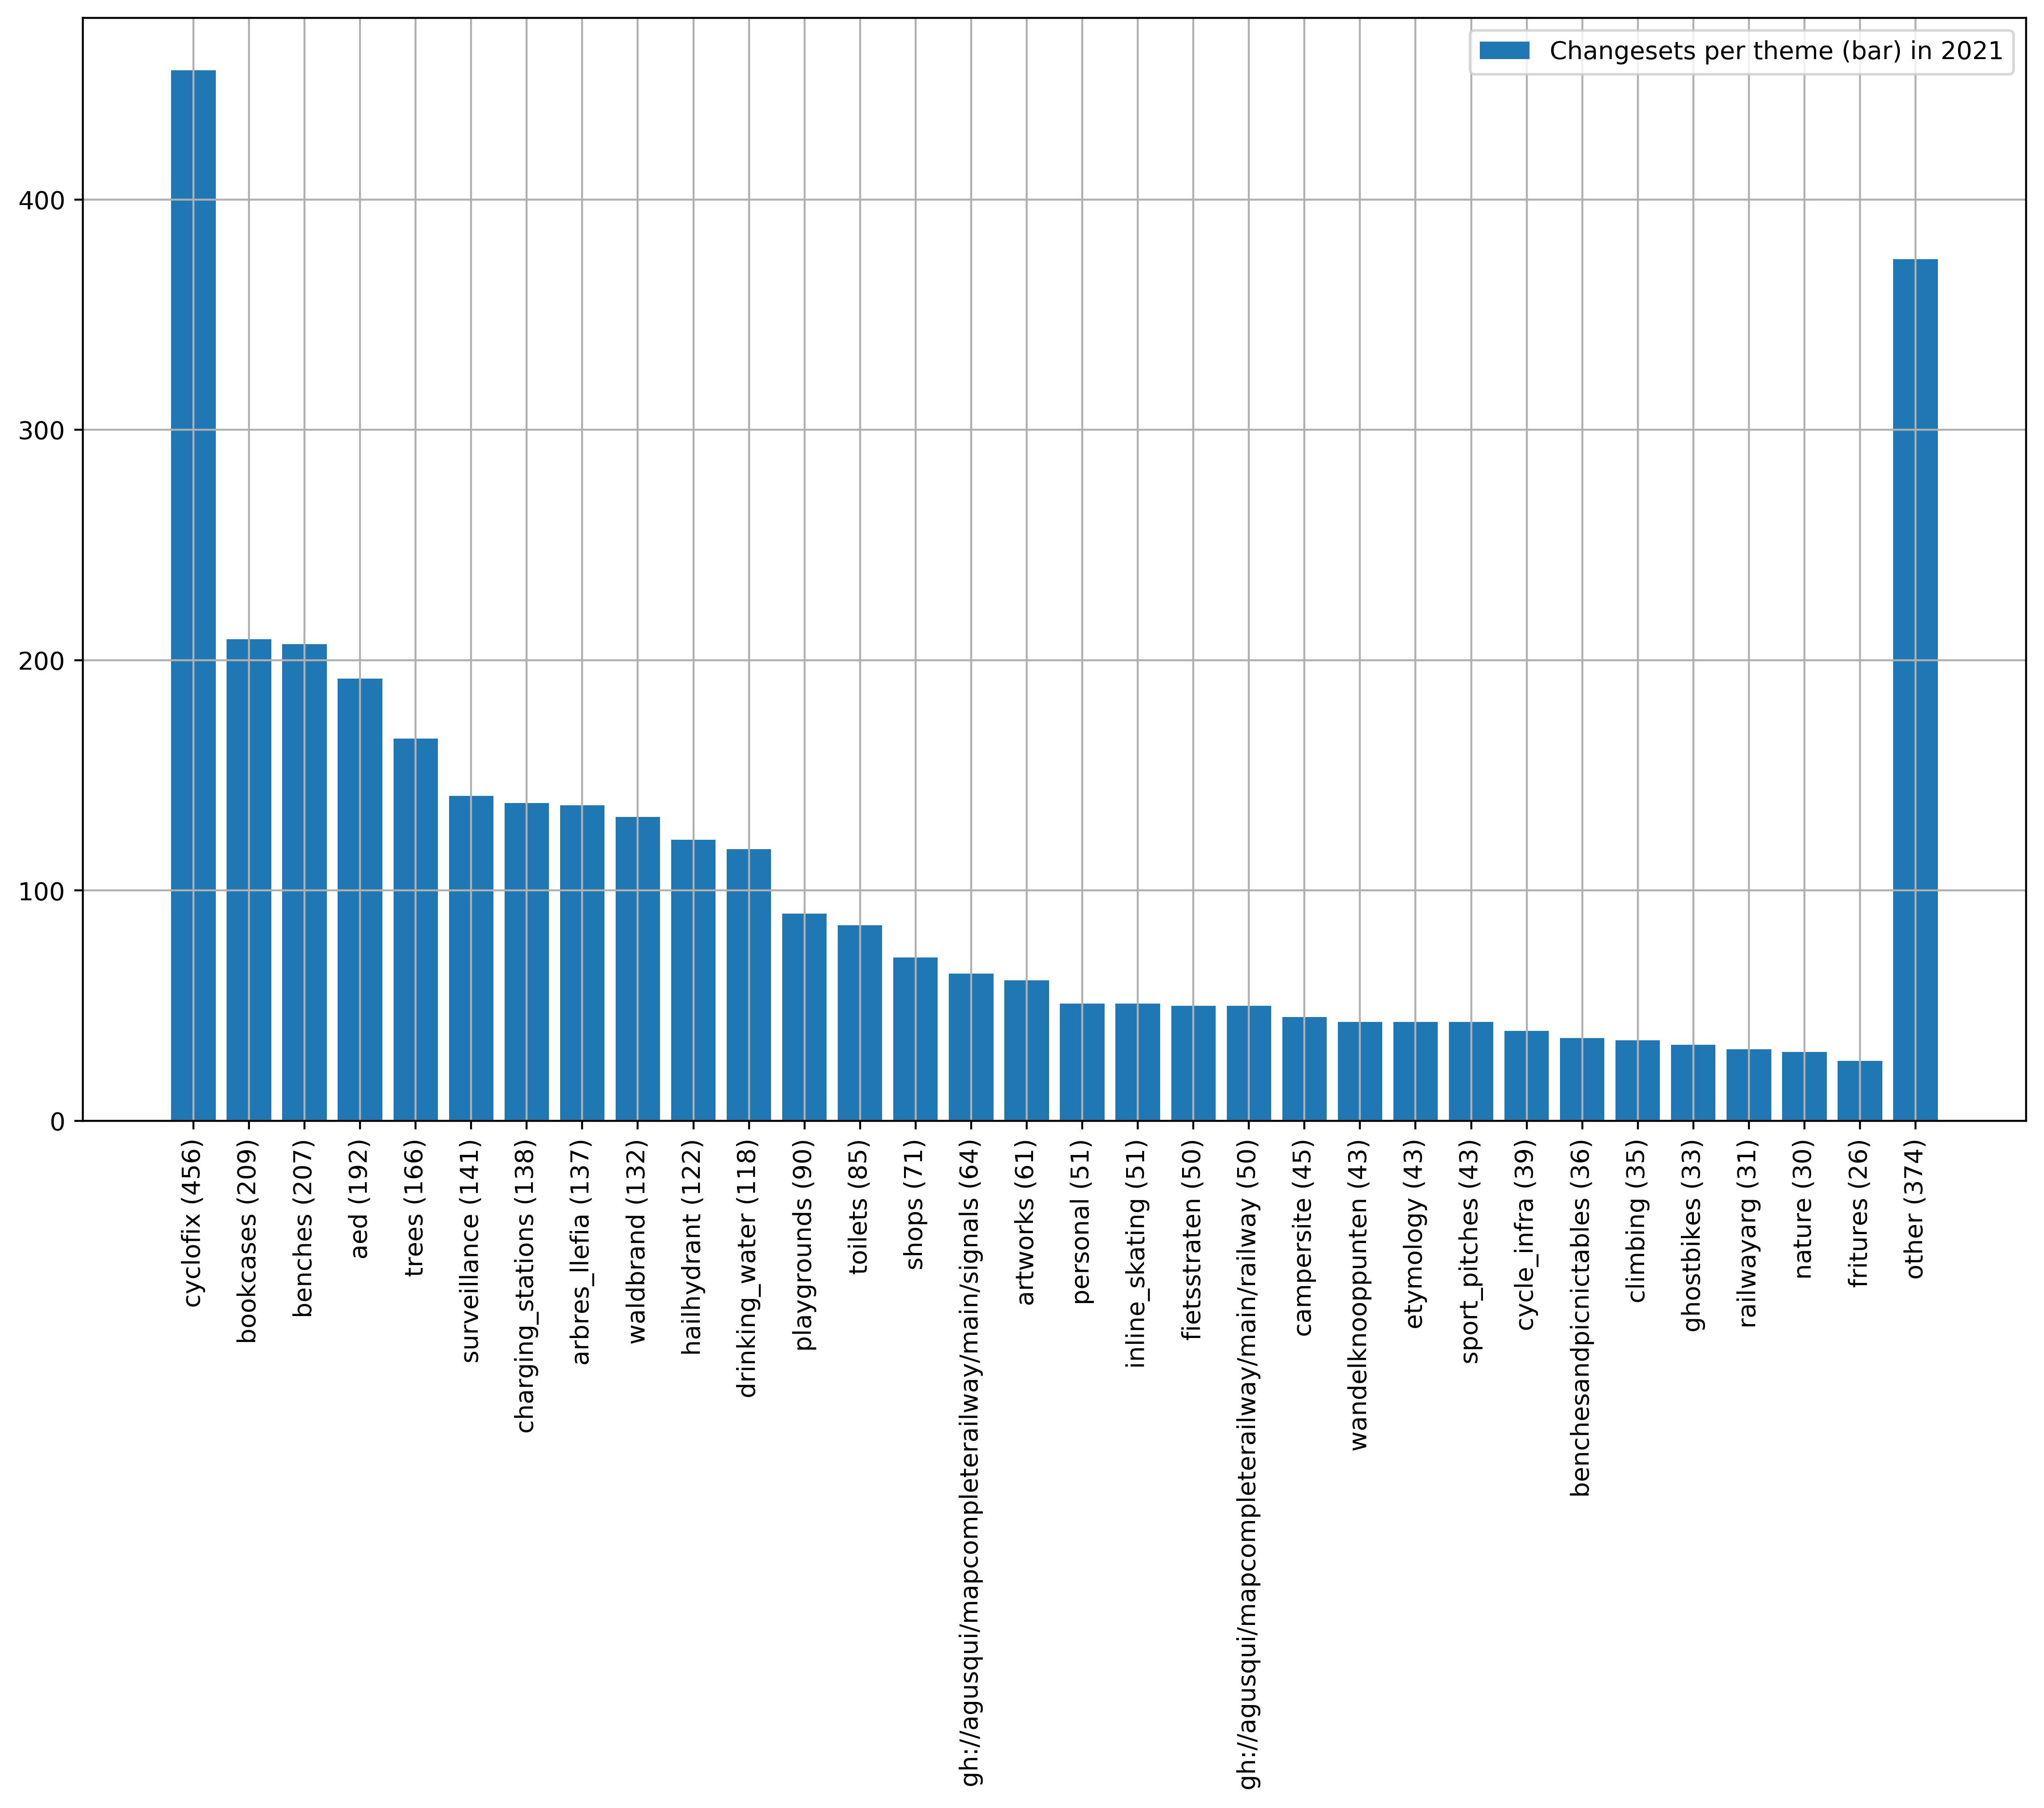 Changesets per theme (bar) in 2021
400
300
200
100
0
cyclofix (456)
bookcases (209)
benches (207)
aed (192)
trees (166)
surveillance (141)
charging_stations (138)
arbres_llefia (137)
waldbrand (132)
hailhydrant (122)
drinking_water (118)
playgrounds (90)
toilets (85)
shops (71)
gh://agusqui/mapcompleterailway/main/signals (64)
artworks (61)
personal (51)
inline_skating (51)
fietsstraten (50)
gh://agusqui/mapcompleterailway/main/railway (50)
campersite (45)
wandelknooppunten (43)
etymology (43)
sport_pitches (43)
cycle_infra (39)
benchesandpicnictables (36)
climbing (35)
ghostbikes (33)
railwayarg (31)
nature (30)
fritures (26)
other (374)